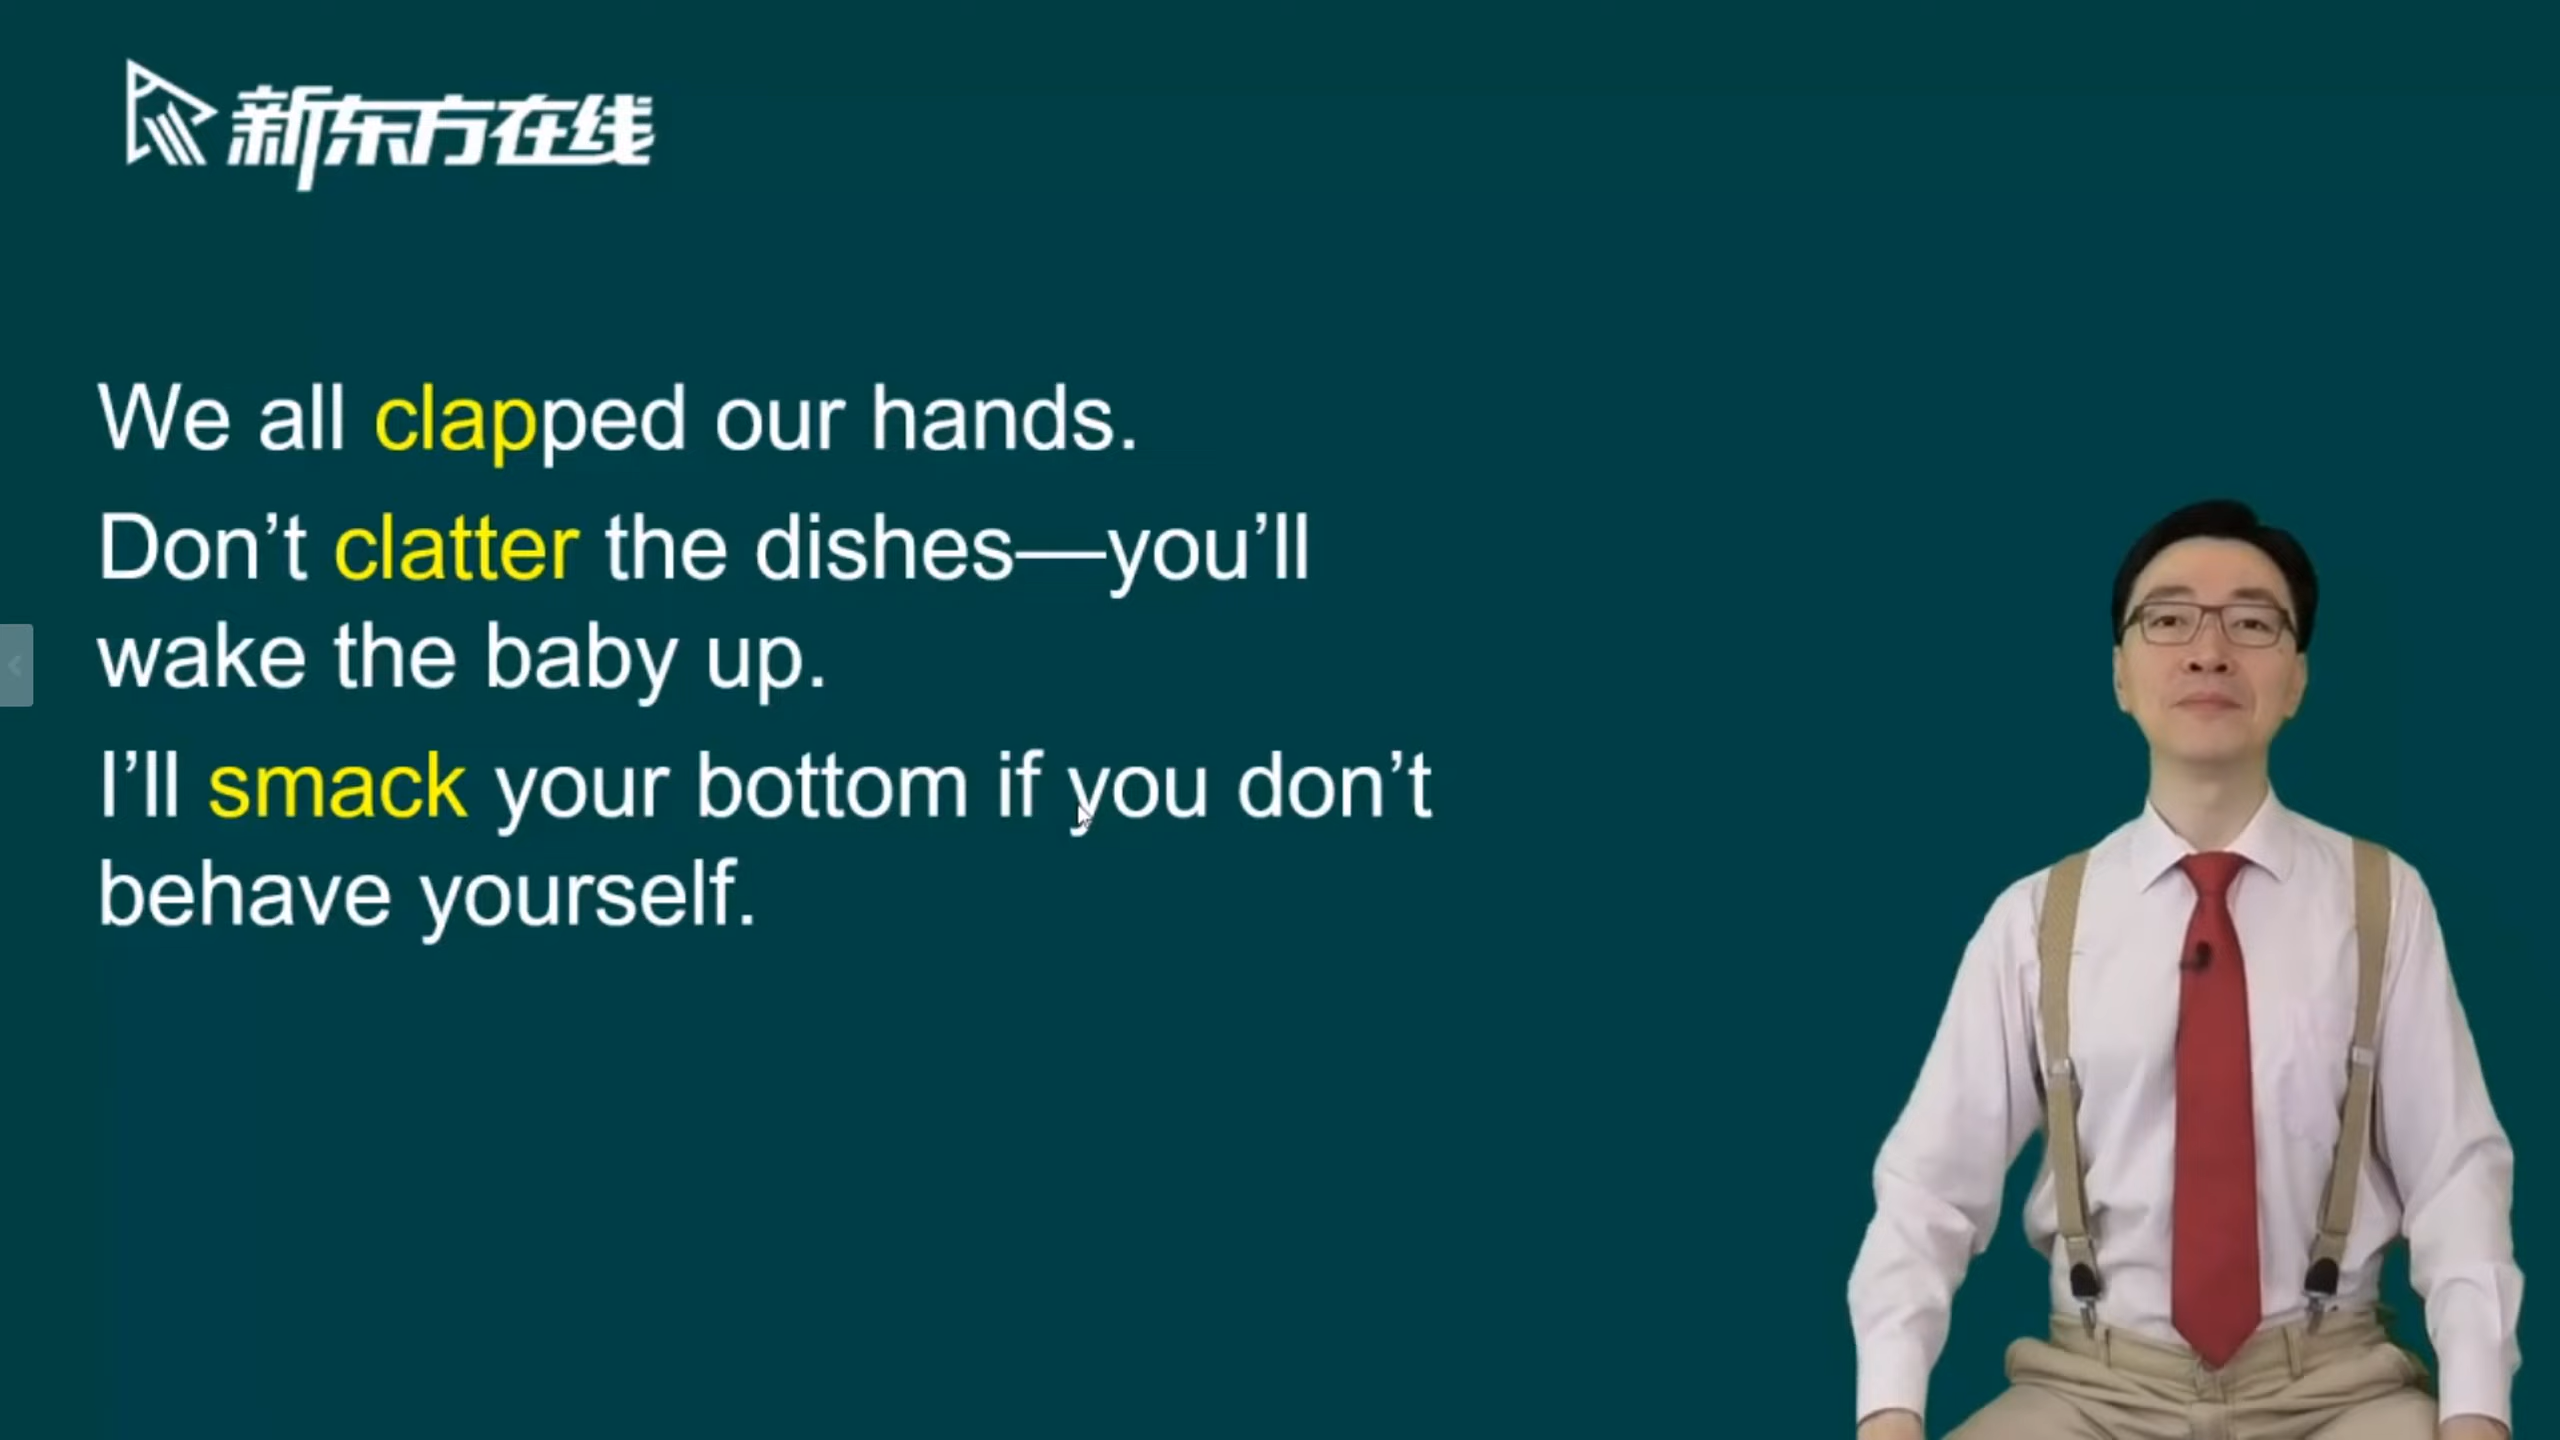 新东方在线
We all clapped our hands.
Don’t clatter the dishes—you’ll
wake the baby up.
I’ll smack your bottom if you don’t
behave yourself.